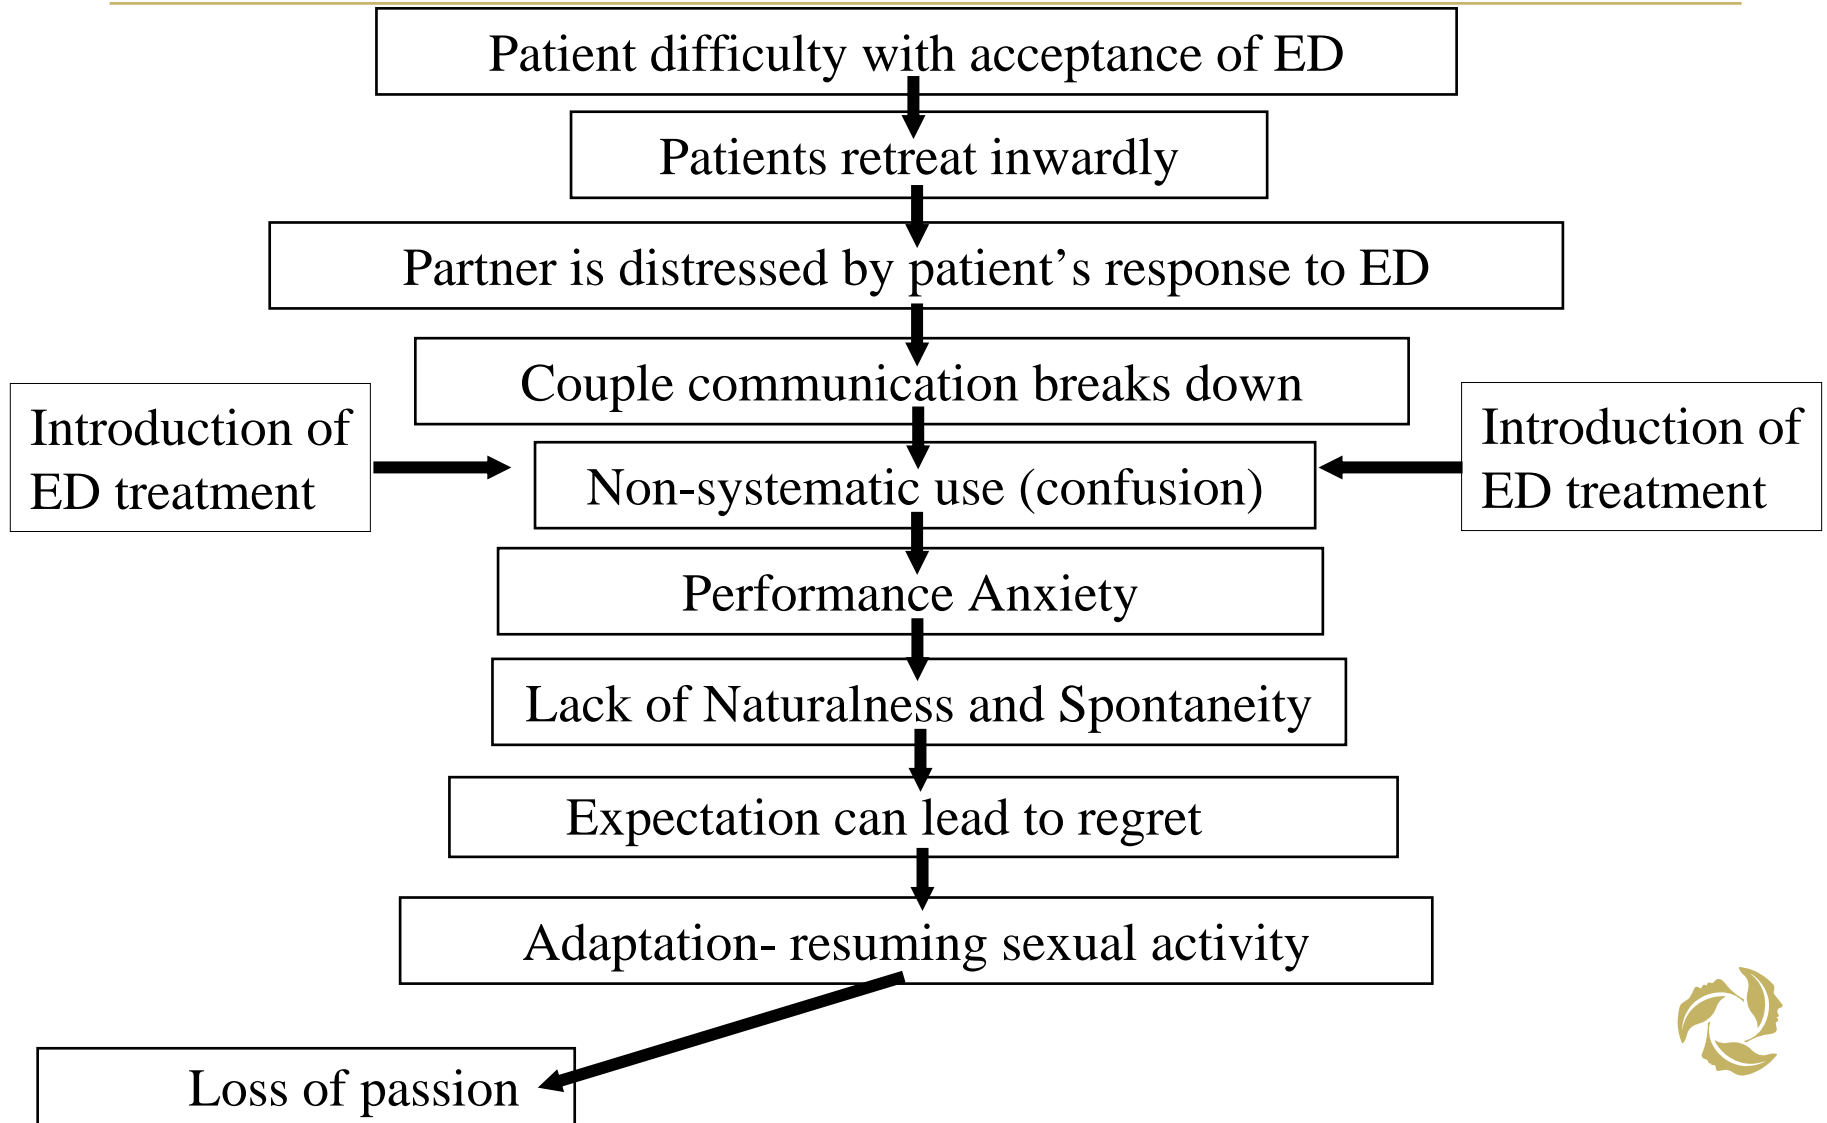 Patient difficulty with acceptance of ED
Patients retreat inwardly
Partner is distressed by patient’s response to ED
Couple communication breaks down
Introduction of
ED treatment
Non-systematic use (confusion)
Introduction of
ED treatment
Performance Anxiety
Lack of Naturalness and Spontaneity
Expectation can lead to regret
Adaptation- resuming sexual activity
Loss of passion